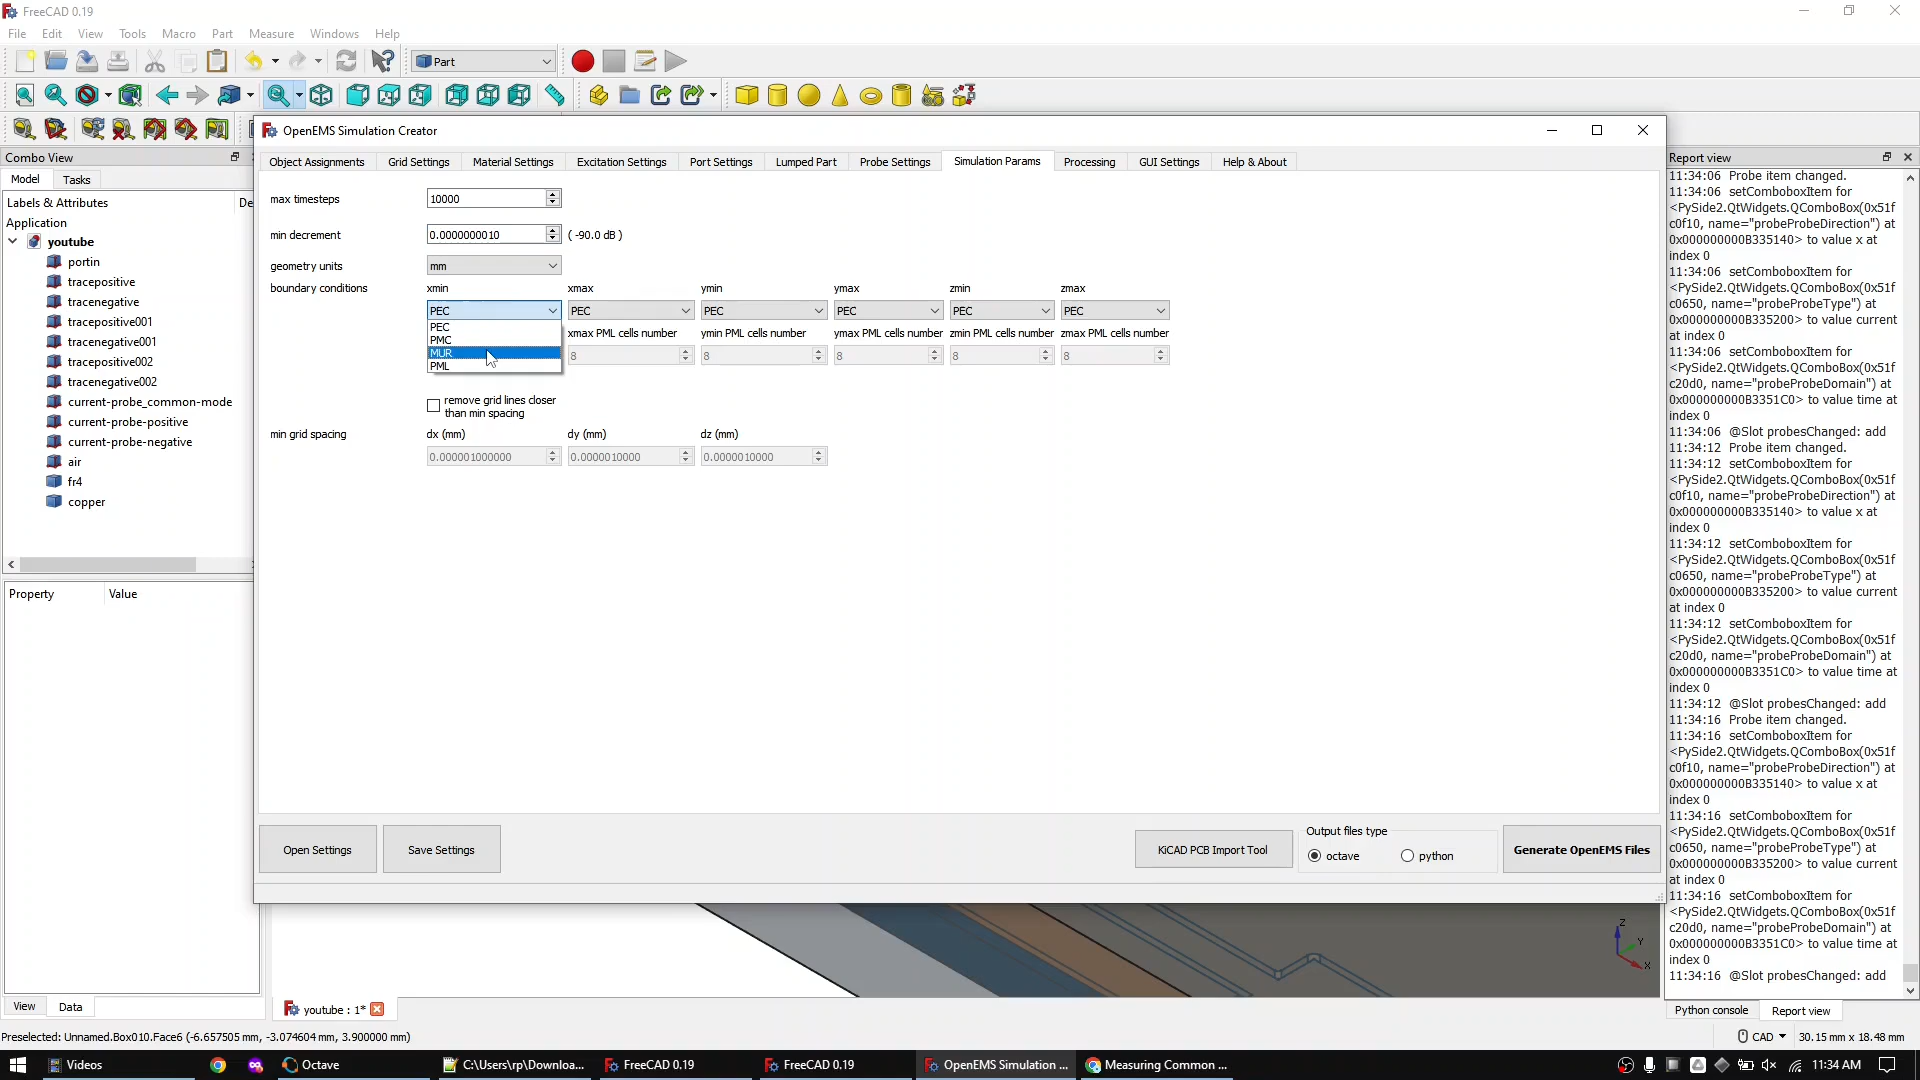 FreeCAD 0.19
File Edit View Tools Macro Part Measure Windows Help
Part
Combo View
Model Tasks
Labels & Attributes De
Application
youtube
portin
tracepositive
tracenegative
tracepositive001
tracenegative001
tracepositive002
tracenegative002
current-probe_common-mode
current-probe-positive
current-probe-negative
air
fr4
copper
Property Value
View Data
OpenEMS Simulation Creator
Object Assignments Grid Settings Material Settings Excitation Settings Port Settings Lumped Part Probe Settings Simulation Params Processing GUI Settings Help & About
max timesteps 10000
min decrement 0.0000000010 ( -90.0 dB )
geometry units mm
boundary conditions xmin xmax ymin ymax zmin zmax
PEC PEC PEC PEC PEC PEC
PEC
PMC
MUR
PML
xmax PML cells number ymin PML cells number ymax PML cells number zmin PML cells number zmax PML cells number
8 8 8 8 8
remove grid lines closer
than min spacing
min grid spacing dx (mm) dy (mm) dz (mm)
0.000001000000 0.0000010000 0.0000010000
Open Settings Save Settings KiCAD PCB Import Tool
Output files type
octave python
Generate OpenEMS Files
Z
Y
X
youtube : 1*
Report view
11:34:06 Probe item changed.
11:34:06 setComboboxItem for
<PySide2.QtWidgets.QComboBox(0x51f
c0f10, name="probeProbeDirection") at
0x000000000B335140> to value x at
index 0
11:34:06 setComboboxItem for
<PySide2.QtWidgets.QComboBox(0x51f
c0650, name="probeProbeType") at
0x000000000B335200> to value current
at index 0
11:34:06 setComboboxItem for
<PySide2.QtWidgets.QComboBox(0x51f
c20d0, name="probeProbeDomain") at
0x000000000B3351C0> to value time at
index 0
11:34:06 @Slot probesChanged: add
11:34:12 Probe item changed.
11:34:12 setComboboxItem for
<PySide2.QtWidgets.QComboBox(0x51f
c0f10, name="probeProbeDirection") at
0x000000000B335140> to value x at
index 0
11:34:12 setComboboxItem for
<PySide2.QtWidgets.QComboBox(0x51f
c0650, name="probeProbeType") at
0x000000000B335200> to value current
at index 0
11:34:12 setComboboxItem for
<PySide2.QtWidgets.QComboBox(0x51f
c20d0, name="probeProbeDomain") at
0x000000000B3351C0> to value time at
index 0
11:34:12 @Slot probesChanged: add
11:34:16 Probe item changed.
11:34:16 setComboboxItem for
<PySide2.QtWidgets.QComboBox(0x51f
c0f10, name="probeProbeDirection") at
0x000000000B335140> to value x at
index 0
11:34:16 setComboboxItem for
<PySide2.QtWidgets.QComboBox(0x51f
c0650, name="probeProbeType") at
0x000000000B335200> to value current
at index 0
11:34:16 setComboboxItem for
<PySide2.QtWidgets.QComboBox(0x51f
c20d0, name="probeProbeDomain") at
0x000000000B3351C0> to value time at
index 0
11:34:16 @Slot probesChanged: add
Python console Report view
Preselected: Unnamed.Box010.Face6 (-6.657505 mm, -3.074604 mm, 3.900000 mm)
CAD 30.15 mm x 18.48 mm
Videos Octave C:\Users\rp\Downloa... FreeCAD 0.19 FreeCAD 0.19 OpenEMS Simulation ... Measuring Common ... 11:34 AM